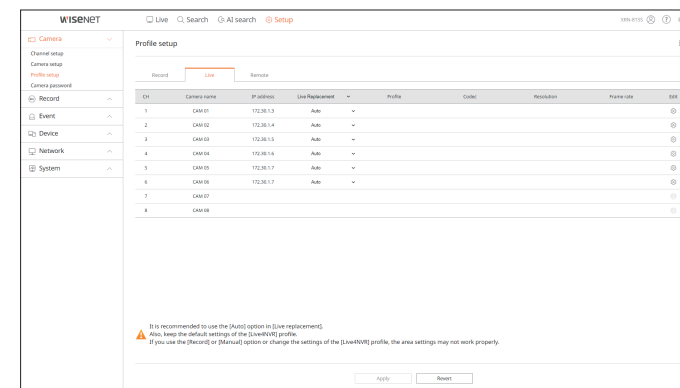 WISENET
Live Search AI search Setup
ERN-813S
Camera
Channel setup
Camera setup
Profile setup
Camera password
Record
Event
Device
Network
System
Profile setup
Record Live Remote
CH Camera name IP address Live Replacement Profile Codec Resolution Frame rate Edit
1 CAM 01 172.30.1.3 Auto
2 CAM 02 172.30.1.4 Auto
3 CAM 03 172.30.1.5 Auto
4 CAM 04 172.30.1.6 Auto
5 CAM 05 172.30.1.7 Auto
6 CAM 06 172.30.1.7 Auto
7 CAM 07
8 CAM 08
It is recommended to use the [Auto] option in [Live replacement].
Also, keep the default settings of the [Live4NVR] profile.
If you use the [Record] or [Manual] option or change the settings of the [Live4NVR] profile, the area settings may not work properly.
Apply Revert